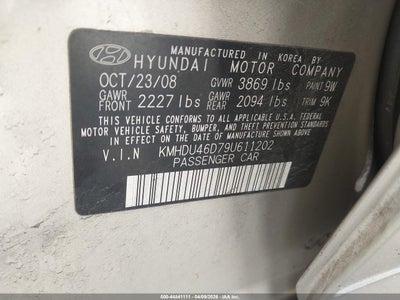 MANUFACTURED IN KOREA BY
HYUNDAI MOTOR COMPANY
OCT/23/08 GVWR 3869 lbs PAINT 9W
GAWR FRONT 2227 lbs GAWR REAR 2094 lbs TRIM 9K
THIS VEHICLE CONFORMS TO ALL APPLICABLE U.S. FEDERAL
MOTOR VEHICLE SAFETY, BUMPER, AND THEFT PREVENTION STANDARDS
IN EFFECT ON THE DATE OF MANUFACTURE SHOWN ABOVE.
V.I.N KMHDU46D79U611202
PASSENGER CAR